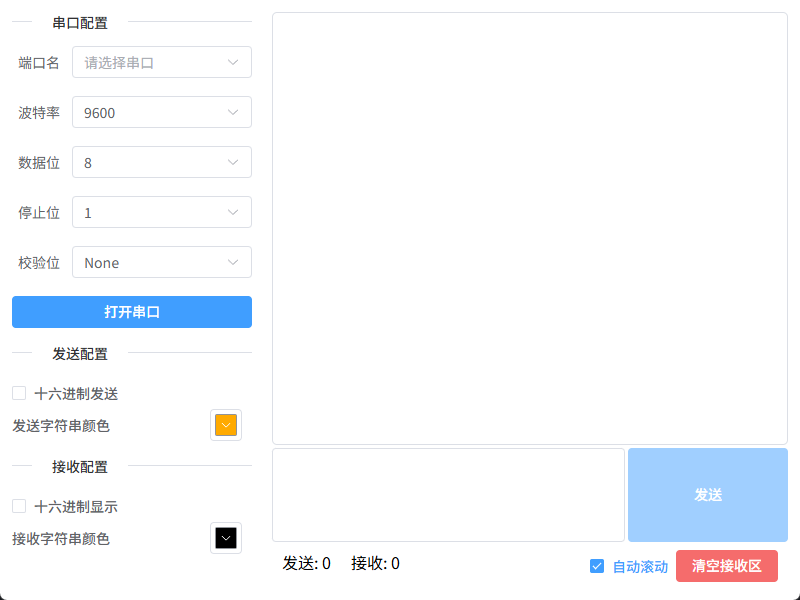 串口配置
端口名 请选择串口
波特率 9600
数据位 8
停止位 1
校验位 None
打开串口
发送配置
十六进制发送
发送字符串颜色
接收配置
十六进制显示
接收字符串颜色
发送
发送: 0 接收: 0
自动滚动 清空接收区